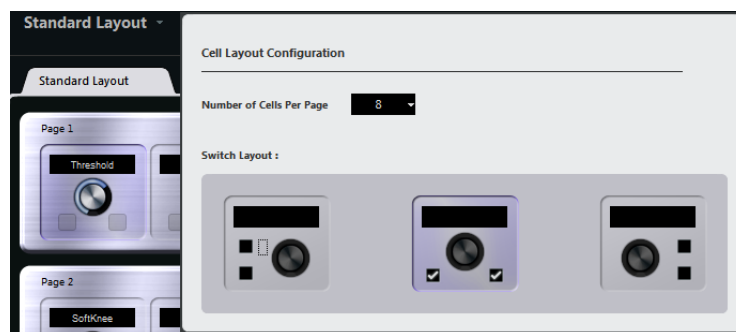 Standard Layout
Standard Layout
Page 1
Threshold
Page 2
SoftKnee
Cell Layout Configuration
Number of Cells Per Page 8
Switch Layout :